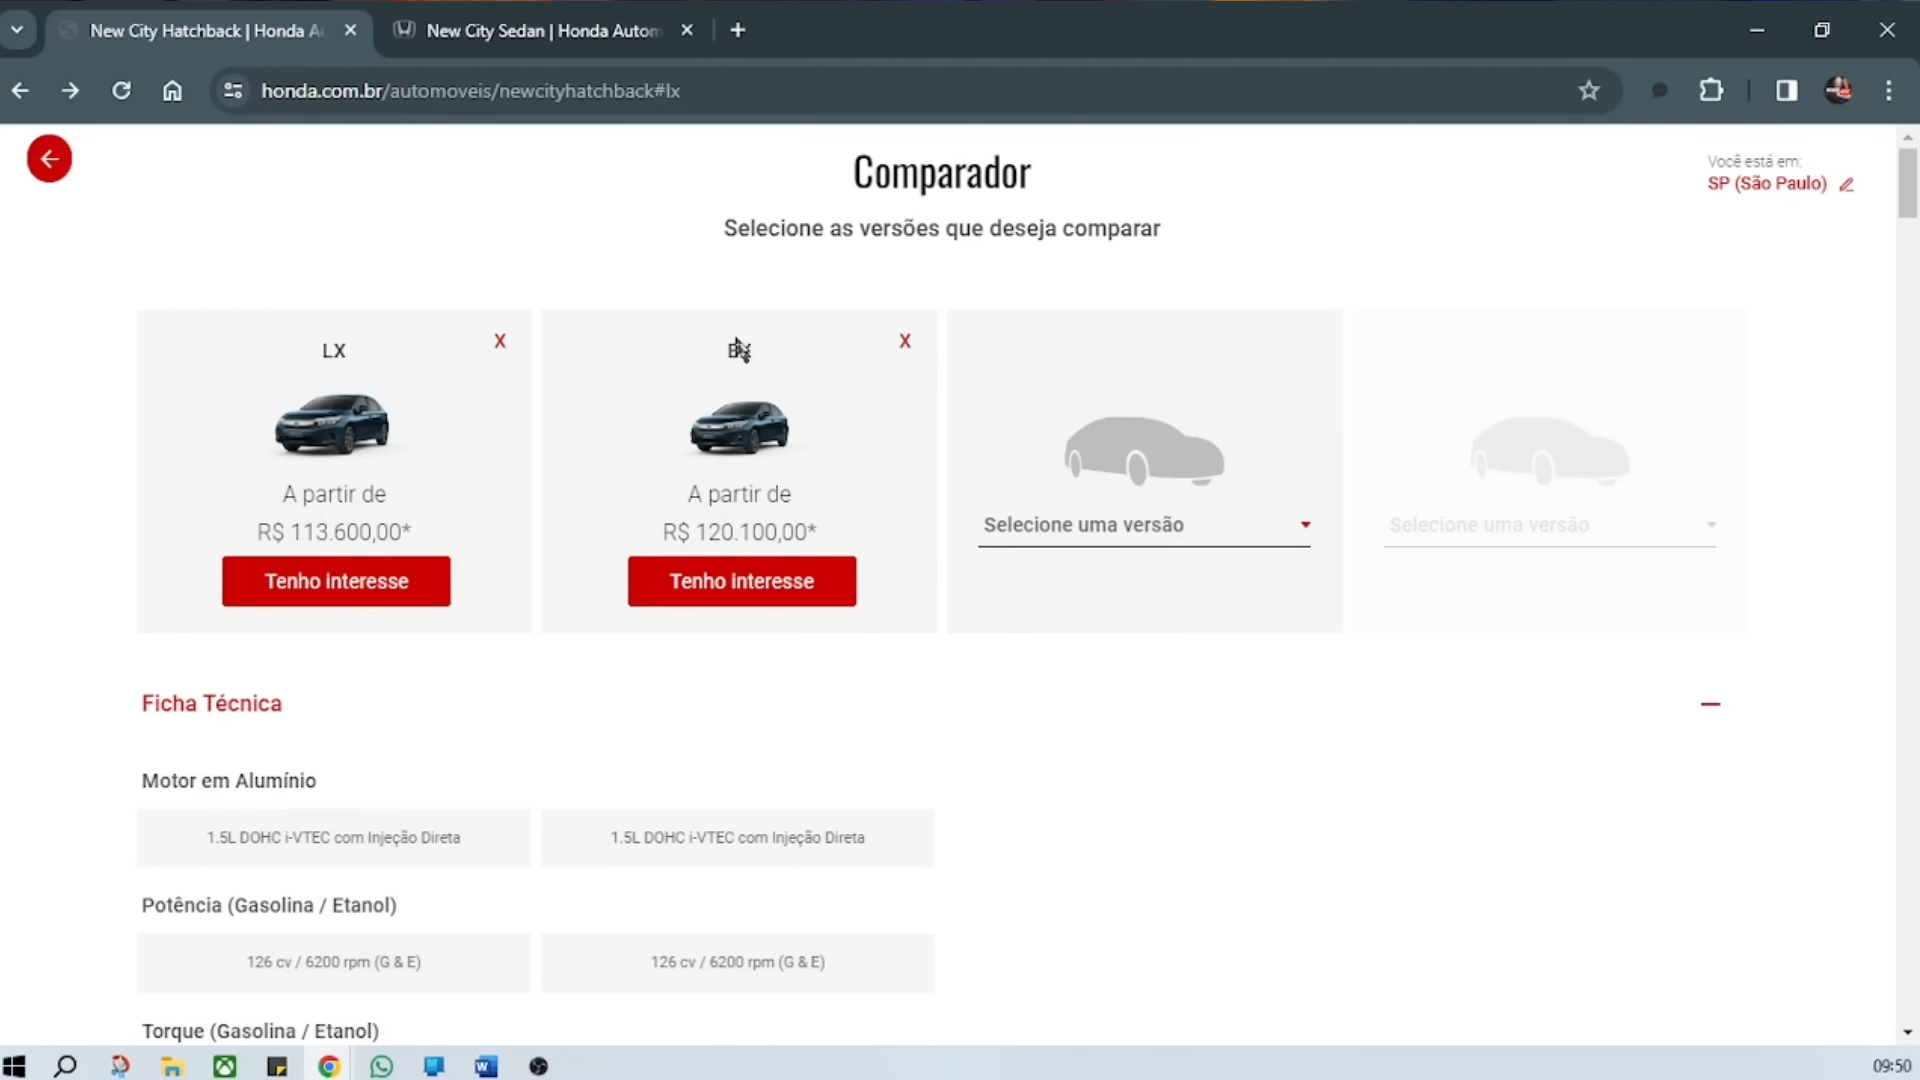 New City Hatchback | Honda Au
New City Sedan | Honda Autom
honda.com.br/automoveis/newcityhatchback#lx
Comparador
Selecione as versões que deseja comparar
Você está em:
SP (São Paulo)
LX
X
X
A partir de
R$ 113.600,00*
Tenho interesse
A partir de
R$ 120.100,00*
Tenho interesse
Selecione uma versão
Selecione uma versão
Ficha Técnica
Motor em Alumínio
1.5L DOHC i-VTEC com Injeção Direta
1.5L DOHC i-VTEC com Injeção Direta
Potência (Gasolina / Etanol)
126 cv / 6200 rpm (G & E)
126 cv / 6200 rpm (G & E)
Torque (Gasolina / Etanol)
09:50